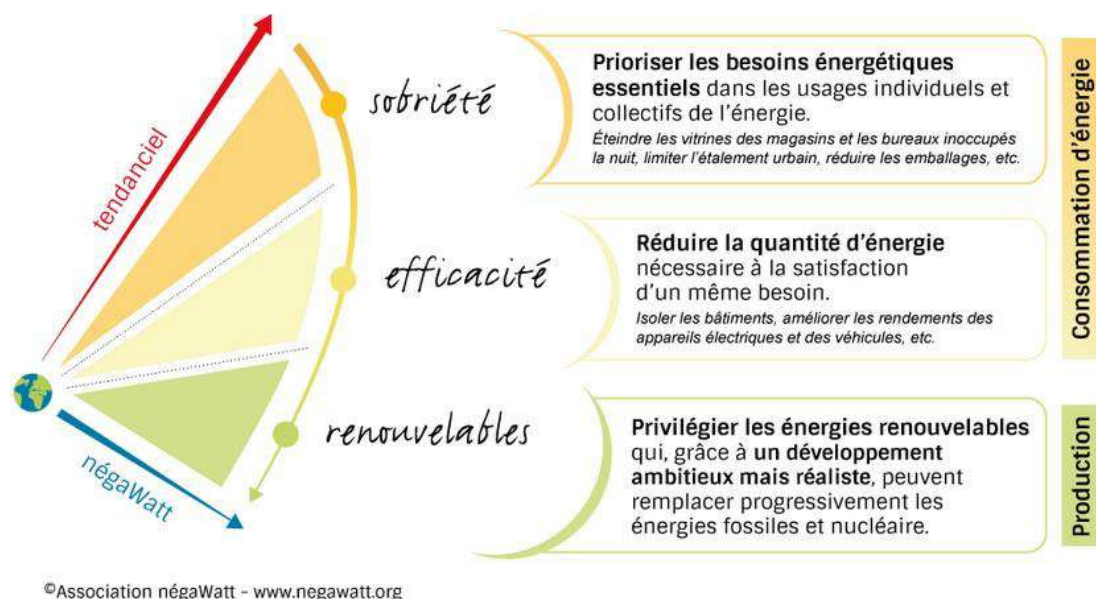 tendanciel
négaWatt
sobriété
Prioriser les besoins énergétiques
essentiels dans les usages individuels et
collectifs de l'énergie.
Éteindre les vitrines des magasins et les bureaux inoccupés
la nuit, limiter l'étalement urbain, réduire les emballages, etc.
efficacité
Réduire la quantité d'énergie
nécessaire à la satisfaction
d'un même besoin.
Isoler les bâtiments, améliorer les rendements des
appareils électriques et des véhicules, etc.
Consommation d'énergie
renouvelables
Privilégier les énergies renouvelables
qui, grâce à un développement
ambitieux mais réaliste, peuvent
remplacer progressivement les
énergies fossiles et nucléaire.
Production
©Association négaWatt - www.negawatt.org